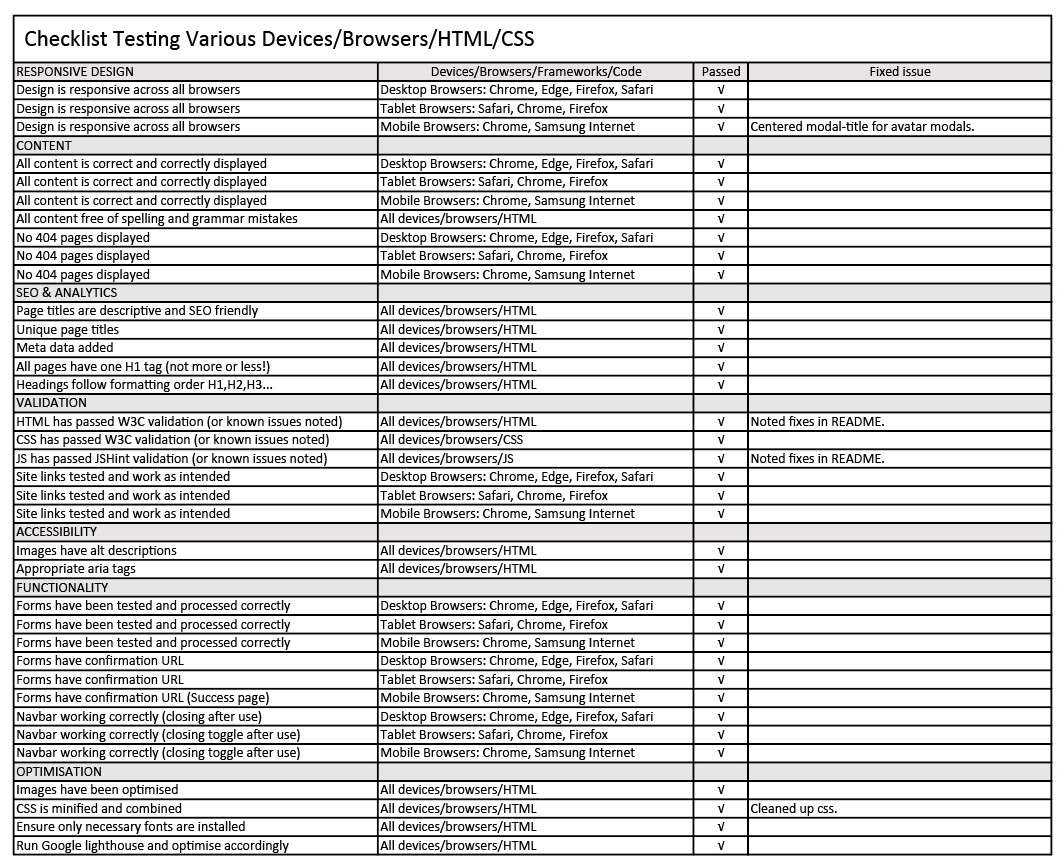 Checklist Testing Various Devices/Browsers/HTML/CSS
RESPONSIVE DESIGN Devices/Browsers/Frameworks/Code Passed Fixed issue
Design is responsive across all browsers Desktop Browsers: Chrome, Edge, Firefox, Safari √
Design is responsive across all browsers Tablet Browsers: Safari, Chrome, Firefox √
Design is responsive across all browsers Mobile Browsers: Chrome, Samsung Internet √ Centered modal-title for avatar modals.
CONTENT
All content is correct and correctly displayed Desktop Browsers: Chrome, Edge, Firefox, Safari √
All content is correct and correctly displayed Tablet Browsers: Safari, Chrome, Firefox √
All content is correct and correctly displayed Mobile Browsers: Chrome, Samsung Internet √
All content free of spelling and grammar mistakes All devices/browsers/HTML √
No 404 pages displayed Desktop Browsers: Chrome, Edge, Firefox, Safari √
No 404 pages displayed Tablet Browsers: Safari, Chrome, Firefox √
No 404 pages displayed Mobile Browsers: Chrome, Samsung Internet √
SEO & ANALYTICS
Page titles are descriptive and SEO friendly All devices/browsers/HTML √
Unique page titles All devices/browsers/HTML √
Meta data added All devices/browsers/HTML √
All pages have one H1 tag (not more or less!) All devices/browsers/HTML √
Headings follow formatting order H1,H2,H3... All devices/browsers/HTML √
VALIDATION
HTML has passed W3C validation (or known issues noted) All devices/browsers/HTML √ Noted fixes in README.
CSS has passed W3C validation (or known issues noted) All devices/browsers/CSS √
JS has passed JSHint validation (or known issues noted) All devices/browsers/JS √ Noted fixes in README.
Site links tested and work as intended Desktop Browsers: Chrome, Edge, Firefox, Safari √
Site links tested and work as intended Tablet Browsers: Safari, Chrome, Firefox √
Site links tested and work as intended Mobile Browsers: Chrome, Samsung Internet √
ACCESSIBILITY
Images have alt descriptions All devices/browsers/HTML √
Appropriate aria tags All devices/browsers/HTML √
FUNCTIONALITY
Forms have been tested and processed correctly Desktop Browsers: Chrome, Edge, Firefox, Safari √
Forms have been tested and processed correctly Tablet Browsers: Safari, Chrome, Firefox √
Forms have been tested and processed correctly Mobile Browsers: Chrome, Samsung Internet √
Forms have confirmation URL Desktop Browsers: Chrome, Edge, Firefox, Safari √
Forms have confirmation URL Tablet Browsers: Safari, Chrome, Firefox √
Forms have confirmation URL (Success page) Mobile Browsers: Chrome, Samsung Internet √
Navbar working correctly (closing after use) Desktop Browsers: Chrome, Edge, Firefox, Safari √
Navbar working correctly (closing toggle after use) Tablet Browsers: Safari, Chrome, Firefox √
Navbar working correctly (closing toggle after use) Mobile Browsers: Chrome, Samsung Internet √
OPTIMISATION
Images have been optimised All devices/browsers/HTML √
CSS is minified and combined All devices/browsers/HTML √ Cleaned up css.
Ensure only necessary fonts are installed All devices/browsers/HTML √
Run Google lighthouse and optimise accordingly All devices/browsers/HTML √